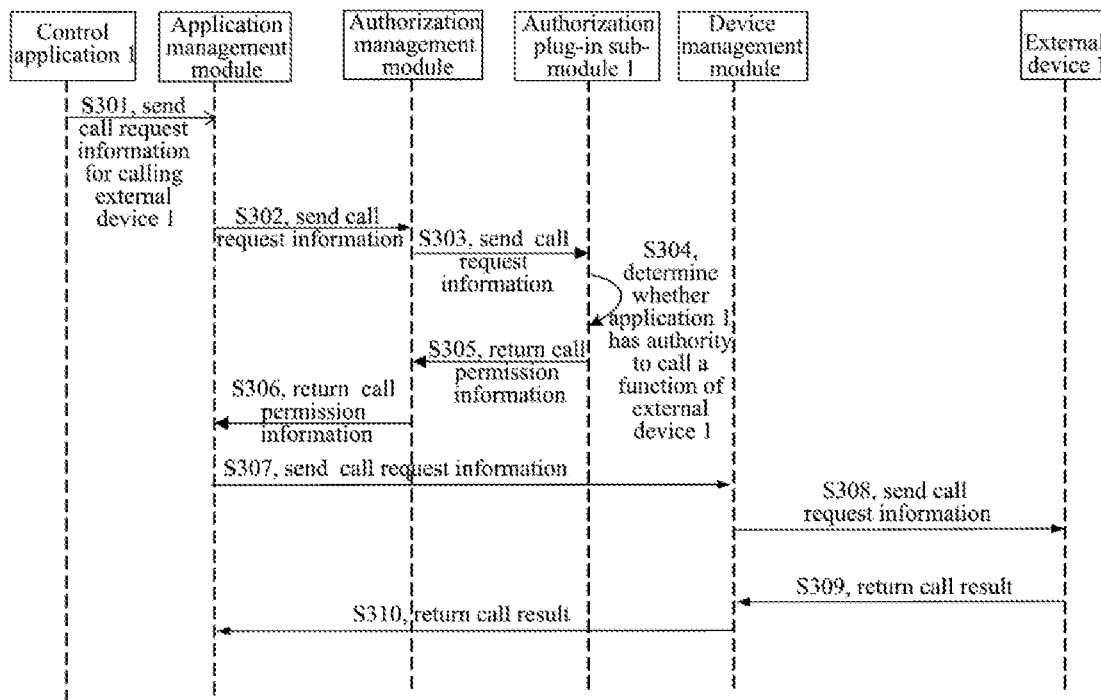 Control
application 1
Application
management
module
Authorization
management
module
Authorization
plug-in sub-
module 1
Device
management
module
External
device 1
S301, send
call request
information
for calling
external
device 1
S302, send call
request information
S303, send call
request
information
S304,
determine
whether
application 1
has authority
to call a
function of
external
device 1
S305, return call
permission
information
S306, return call
permission
information
S307, send call request information
S308, send call
request information
S309, return call result
S310, return call result